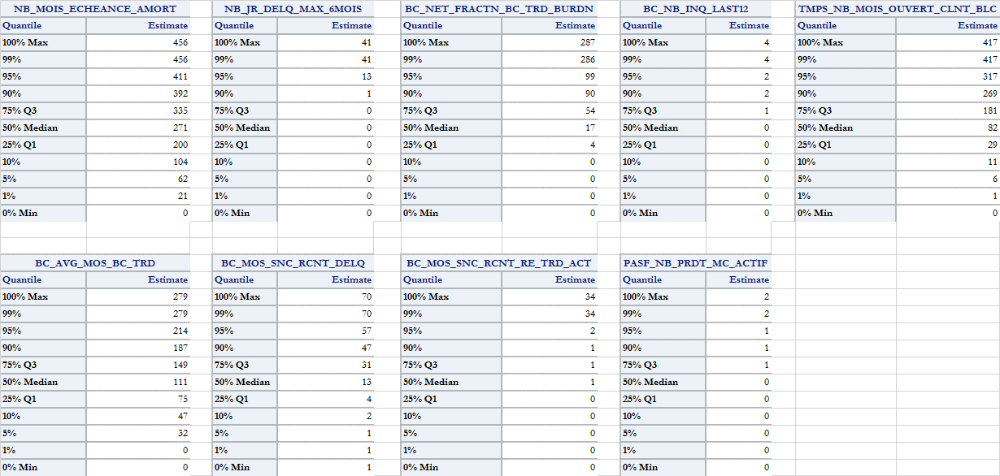 NB_MOIS_ECHEANCE_AMORT NB_JR_DELQ_MAX_6MOIS BC_NET_FRACTN_BC_TRD_BURDN BC_NB_INQ_LAST12 TMPS_NB_MOIS_OUVERT_CLNT_BLC
Quantile Estimate Quantile Estimate Quantile Estimate Quantile Estimate Quantile Estimate
100% Max 456 100% Max 41 100% Max 287 100% Max 4 100% Max 417
99% 456 99% 41 99% 286 99% 4 99% 417
95% 411 95% 13 95% 99 95% 2 95% 317
90% 392 90% 1 90% 90 90% 2 90% 269
75% Q3 335 75% Q3 0 75% Q3 54 75% Q3 1 75% Q3 181
50% Median 271 50% Median 0 50% Median 17 50% Median 0 50% Median 82
25% Q1 200 25% Q1 0 25% Q1 4 25% Q1 0 25% Q1 29
10% 104 10% 0 10% 0 10% 0 10% 11
5% 62 5% 0 5% 0 5% 0 5% 6
1% 21 1% 0 1% 0 1% 0 1% 1
0% Min 0 0% Min 0 0% Min 0 0% Min 0 0% Min 0
BC_AVG_MOS_BC_TRD BC_MOS_SNC_RCNT_DELQ BC_MOS_SNC_RCNT_RE_TRD_ACT PASF_NB_PRDT_MC_ACTIF
Quantile Estimate Quantile Estimate Quantile Estimate Quantile Estimate
100% Max 279 100% Max 70 100% Max 34 100% Max 2
99% 279 99% 70 99% 34 99% 2
95% 214 95% 57 95% 2 95% 1
90% 187 90% 47 90% 1 90% 1
75% Q3 149 75% Q3 31 75% Q3 1 75% Q3 1
50% Median 111 50% Median 13 50% Median 1 50% Median 0
25% Q1 75 25% Q1 4 25% Q1 0 25% Q1 0
10% 47 10% 2 10% 0 10% 0
5% 32 5% 1 5% 0 5% 0
1% 0 1% 1 1% 0 1% 0
0% Min 0 0% Min 1 0% Min 0 0% Min 0